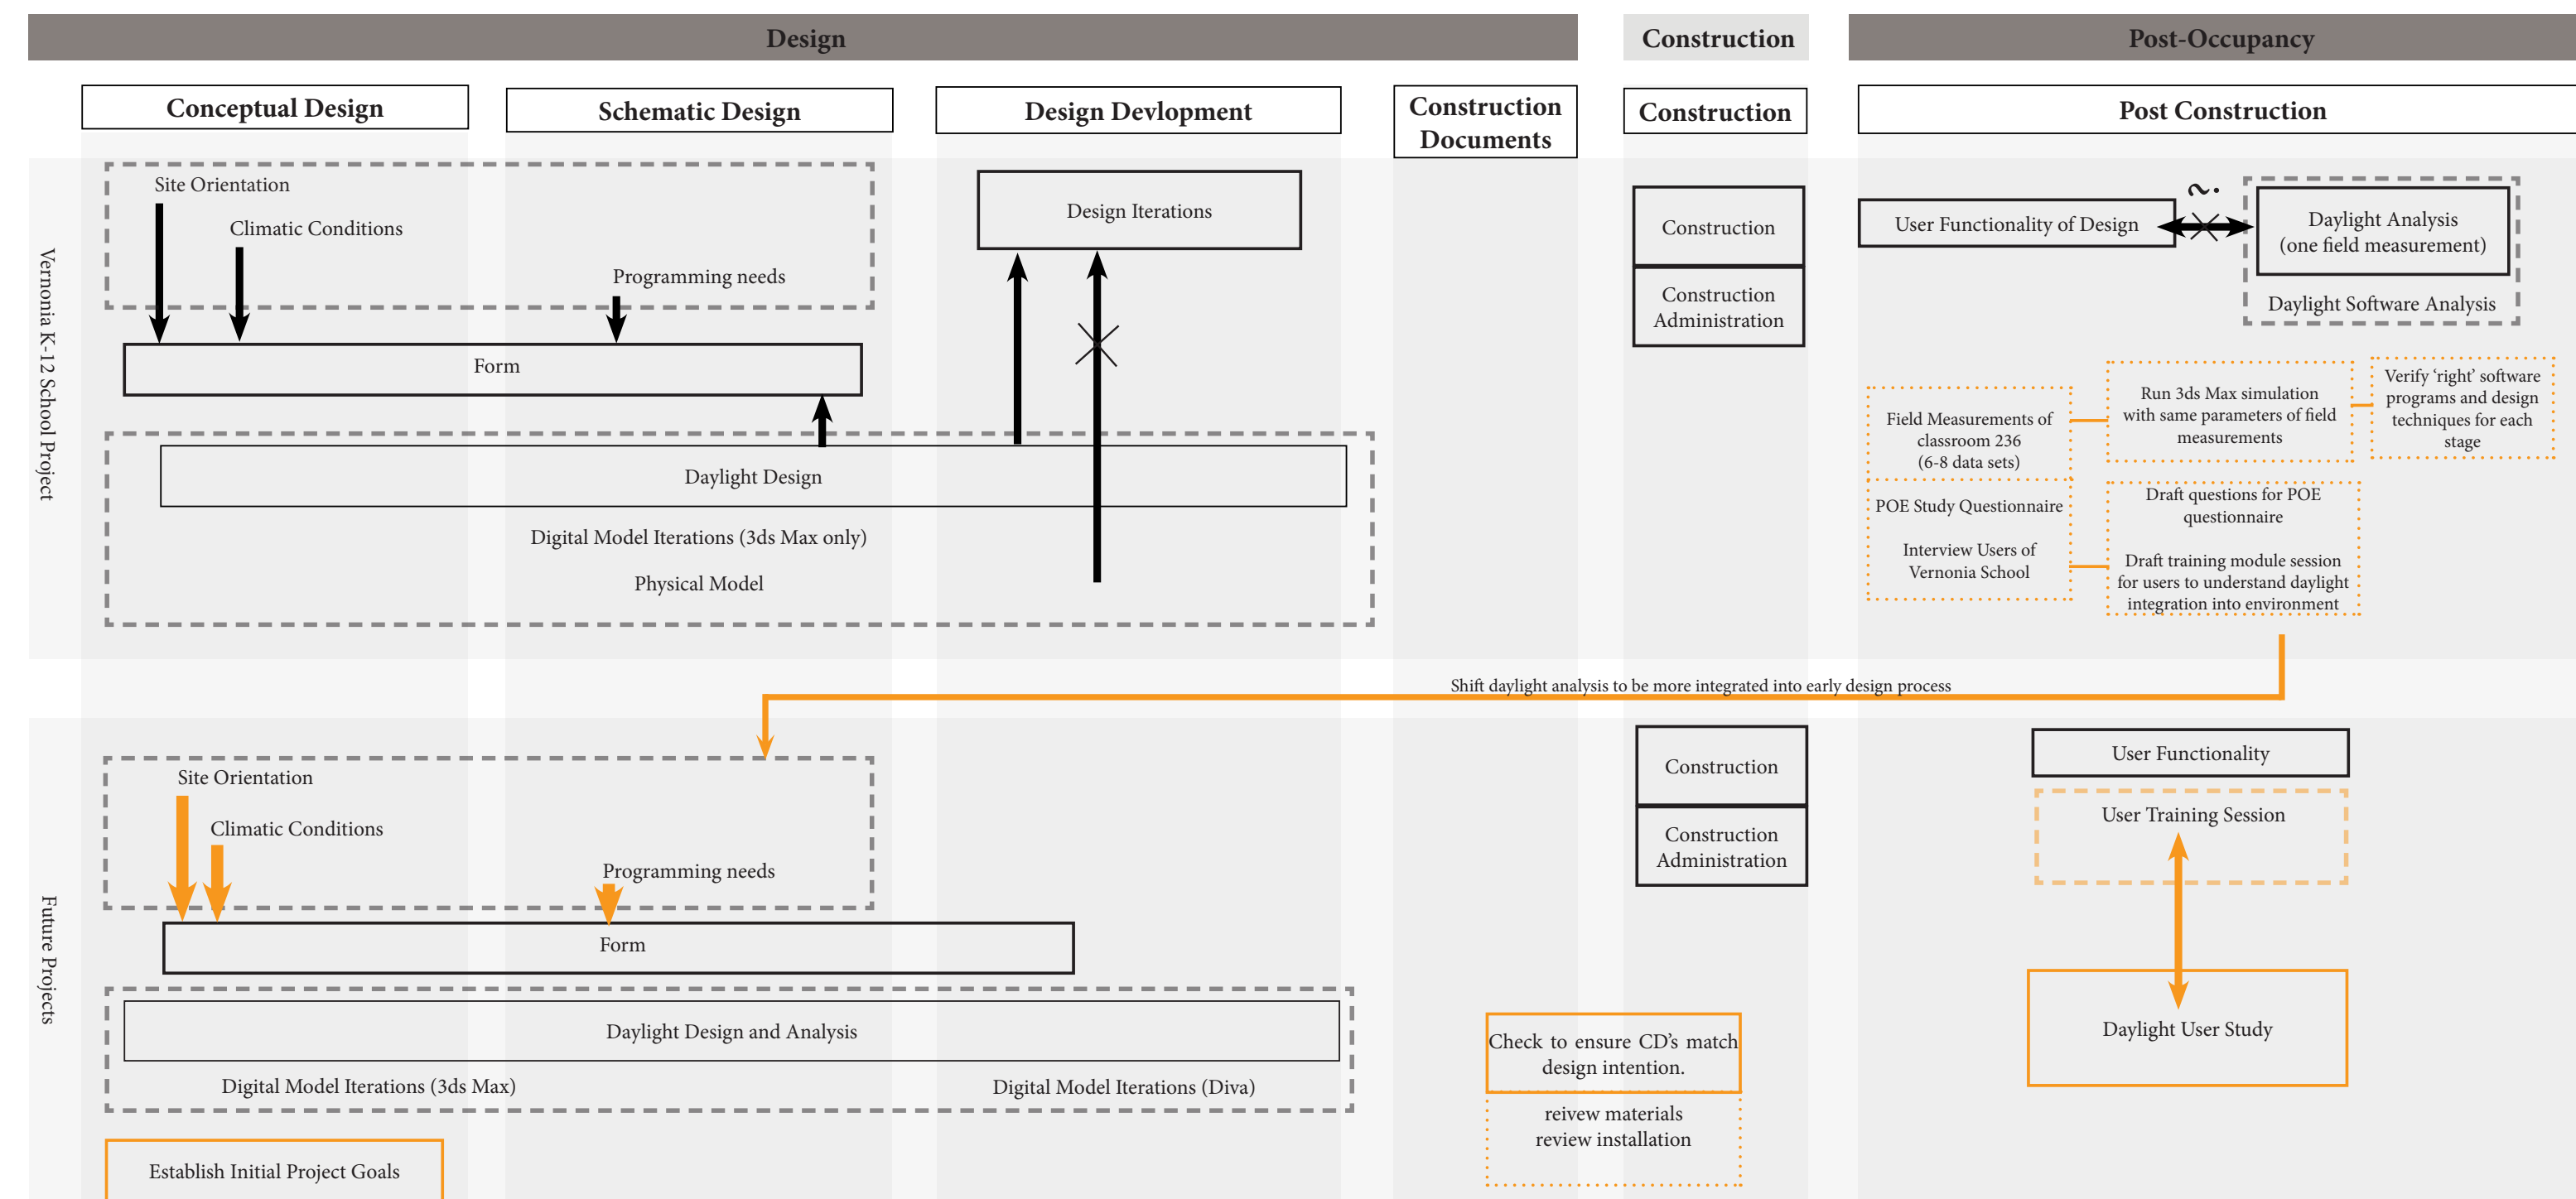 Design
Construction
Post-Occupancy
Conceptual Design
Schematic Design
Design Devlopment
Construction
Documents
Construction
Post Construction
Vernonia K-12 School Project
Site Orientation
Climatic Conditions
Programming needs
Form
Daylight Design
Digital Model Iterations (3ds Max only)
Physical Model
Design Iterations
Construction
Construction
Administration
User Functionality of Design
?
Daylight Analysis
(one field measurement)
Daylight Software Analysis
Field Measurements of
classroom 236
(6-8 data sets)
Run 3ds Max simulation
with same parameters of field
measurements
Verify ‘right’ software
programs and design
techniques for each
stage
POE Study Questionnaire
Interview Users of
Vernonia School
Draft questions for POE
questionnaire
Draft training module session
for users to understand daylight
integration into environment
Shift daylight analysis to be more integrated into early design process
Future Projects
Site Orientation
Climatic Conditions
Programming needs
Form
Daylight Design and Analysis
Digital Model Iterations (3ds Max)
Digital Model Iterations (Diva)
Establish Initial Project Goals
Check to ensure CD’s match
design intention.
reivew materials
review installation
Construction
Construction
Administration
User Functionality
User Training Session
Daylight User Study